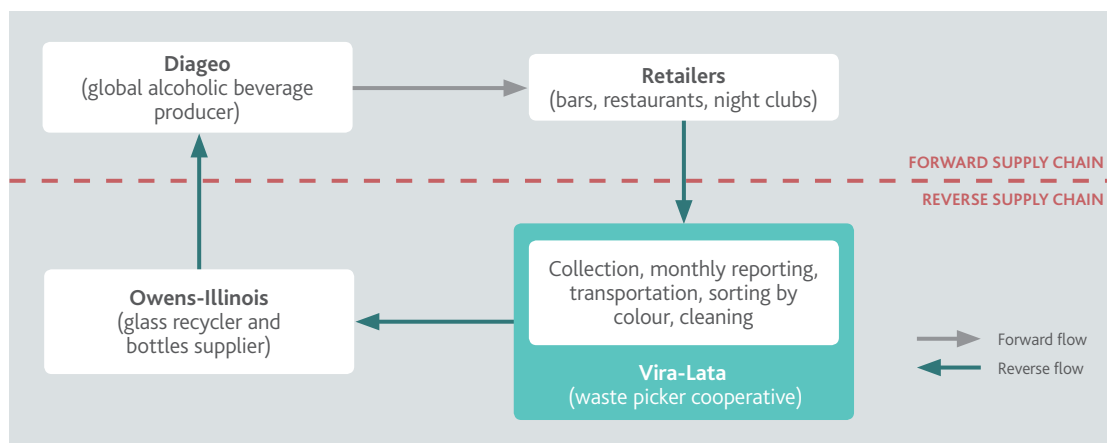 Diageo
(global alcoholic beverage
producer)
Retailers
(bars, restaurants, night clubs)
FORWARD SUPPLY CHAIN
REVERSE SUPPLY CHAIN
Collection, monthly reporting,
transportation, sorting by
colour, cleaning
Vira-Lata
(waste picker cooperative)
Owens-Illinois
(glass recycler and
bottles supplier)
Forward flow
Reverse flow